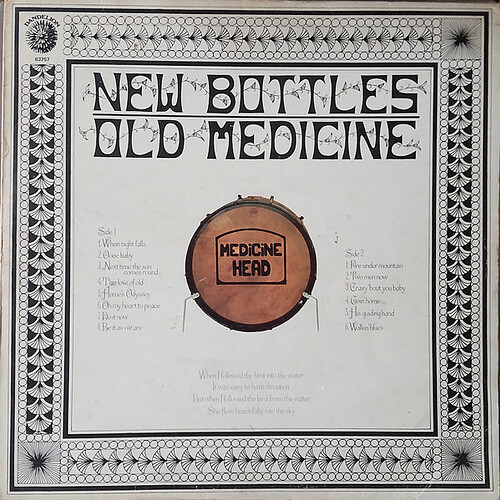 DANDELION
63757
NEW BOTTLES
OLD MEDICINE
MEDICINE
HEAD
Side 1
1. When night falls
2. Oose baby
3. Next time the sun
comes round...
4. This love of old
5. Home's Odyssey
6. Oh my heart to peace
7. Do it now
8. Be it as we are
Side 2
1. Fire under mountain
2. Two men now
3. Crazy bout you baby
4. Goin home...
5. His guiding hand
6. Walkin' blues
When I followed the bird into the water
It was easy to have direction
But when I followed the bird from the water
She flew beautifully into the sky